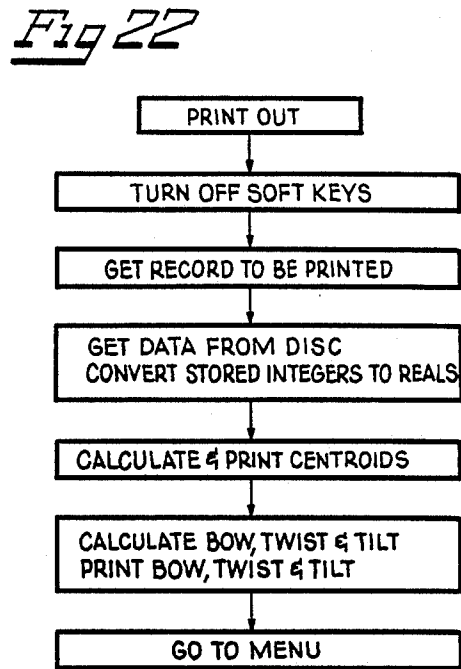 Fig 22
PRINT OUT
TURN OFF SOFT KEYS
GET RECORD TO BE PRINTED
GET DATA FROM DISC
CONVERT STORED INTEGERS TO REALS
CALCULATE & PRINT CENTROIDS
CALCULATE BOW, TWIST & TILT
PRINT BOW, TWIST & TILT
GO TO MENU